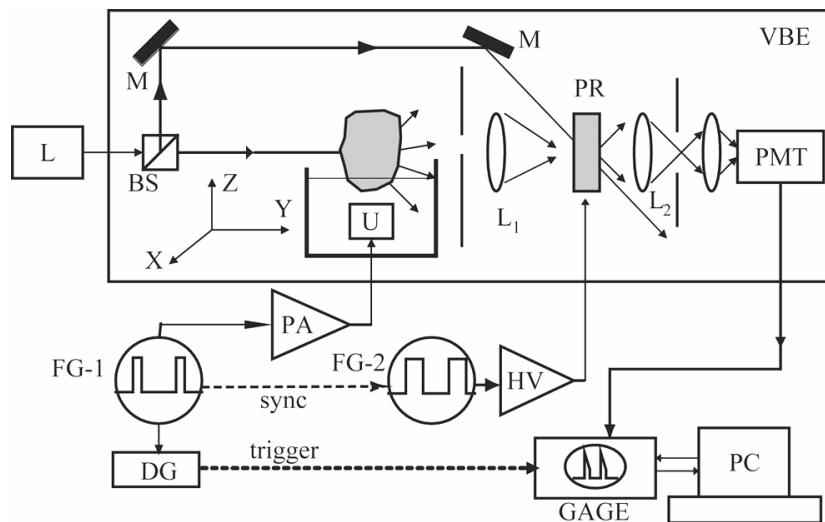 VBE
M
M
PR
L
BS
PMT
Z
Y
X
U
L1
L2
PA
FG-1
FG-2
HV
sync
trigger
DG
PC
GAGE